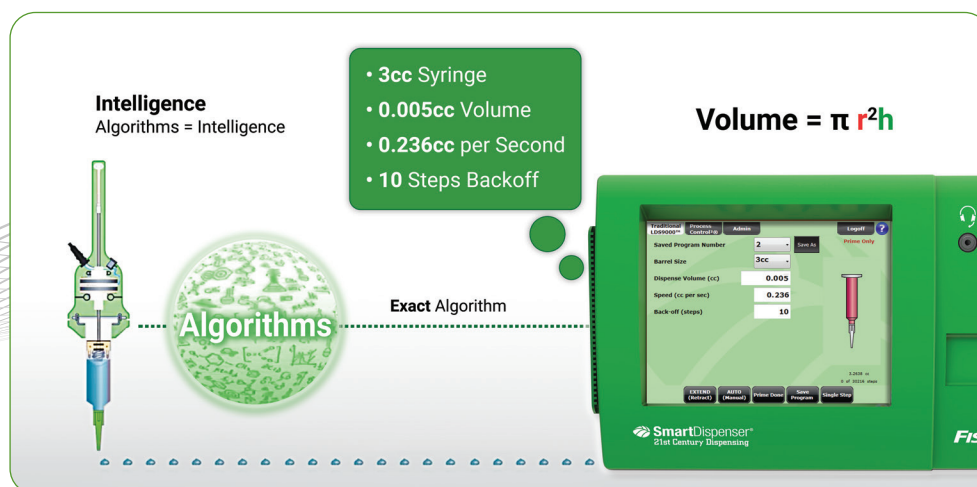 Intelligence
Algorithms = Intelligence
• 3cc Syringe
• 0.005cc Volume
• 0.236cc per Second
• 10 Steps Backoff
Volume = π r²h
Algorithms
Exact Algorithm
Traditional LDS9000™
Process Control²®
Admin
Logoff
?
Saved Program Number 2 Save As
Prime Only
Barrel Size 3cc
Dispense Volume (cc) 0.005
Speed (cc per sec) 0.236
Back-off (steps) 10
EXTEND (Retract)
AUTO (Manual)
Prime Done
Save Program
Single Step
SmartDispenser®
21st Century Dispensing